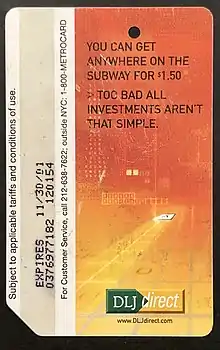 YOU CAN GET
ANYWHERE ON THE
SUBWAY FOR $1.50
> TOO BAD ALL
INVESTMENTS AREN'T
THAT SIMPLE.
DLJdirect
www.DLJdirect.com
Subject to applicable tariffs and conditions of use.
EXPIRES 11/30/01
0376977182 120154
For Customer Service, call 212-638-7622; outside NYC: 1-800-METROCARD